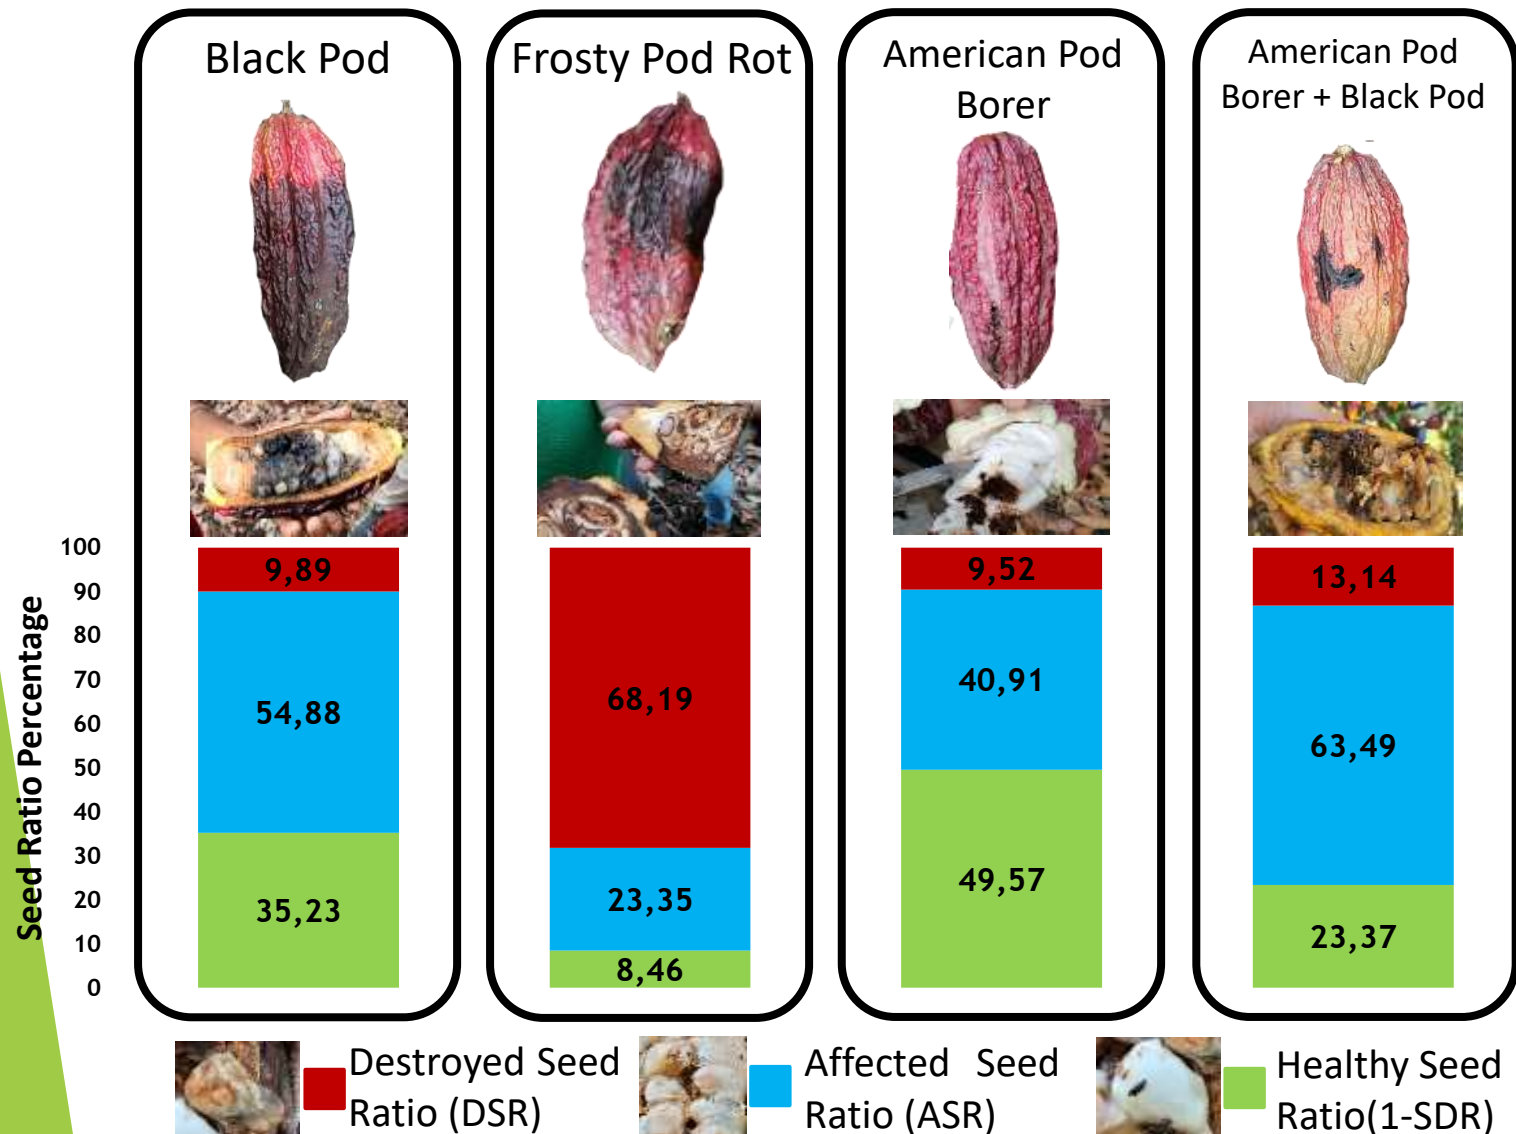 Black Pod
Frosty Pod Rot
American Pod
Borer
American Pod
Borer + Black Pod
Seed Ratio Percentage
100
90
80
70
60
50
40
30
20
10
0
9,89
54,88
35,23
68,19
23,35
8,46
9,52
40,91
49,57
13,14
63,49
23,37
Destroyed Seed
Ratio (DSR)
Affected Seed
Ratio (ASR)
Healthy Seed
Ratio(1-SDR)